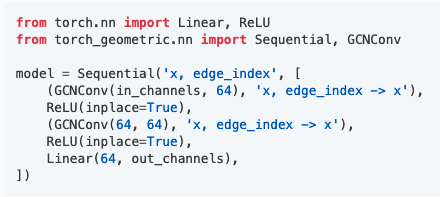 from torch.nn import Linear, ReLU
from torch_geometric.nn import Sequential, GCNConv

model = Sequential('x, edge_index', [
    (GCNConv(in_channels, 64), 'x, edge_index -> x'),
    ReLU(inplace=True),
    (GCNConv(64, 64), 'x, edge_index -> x'),
    ReLU(inplace=True),
    Linear(64, out_channels),
])